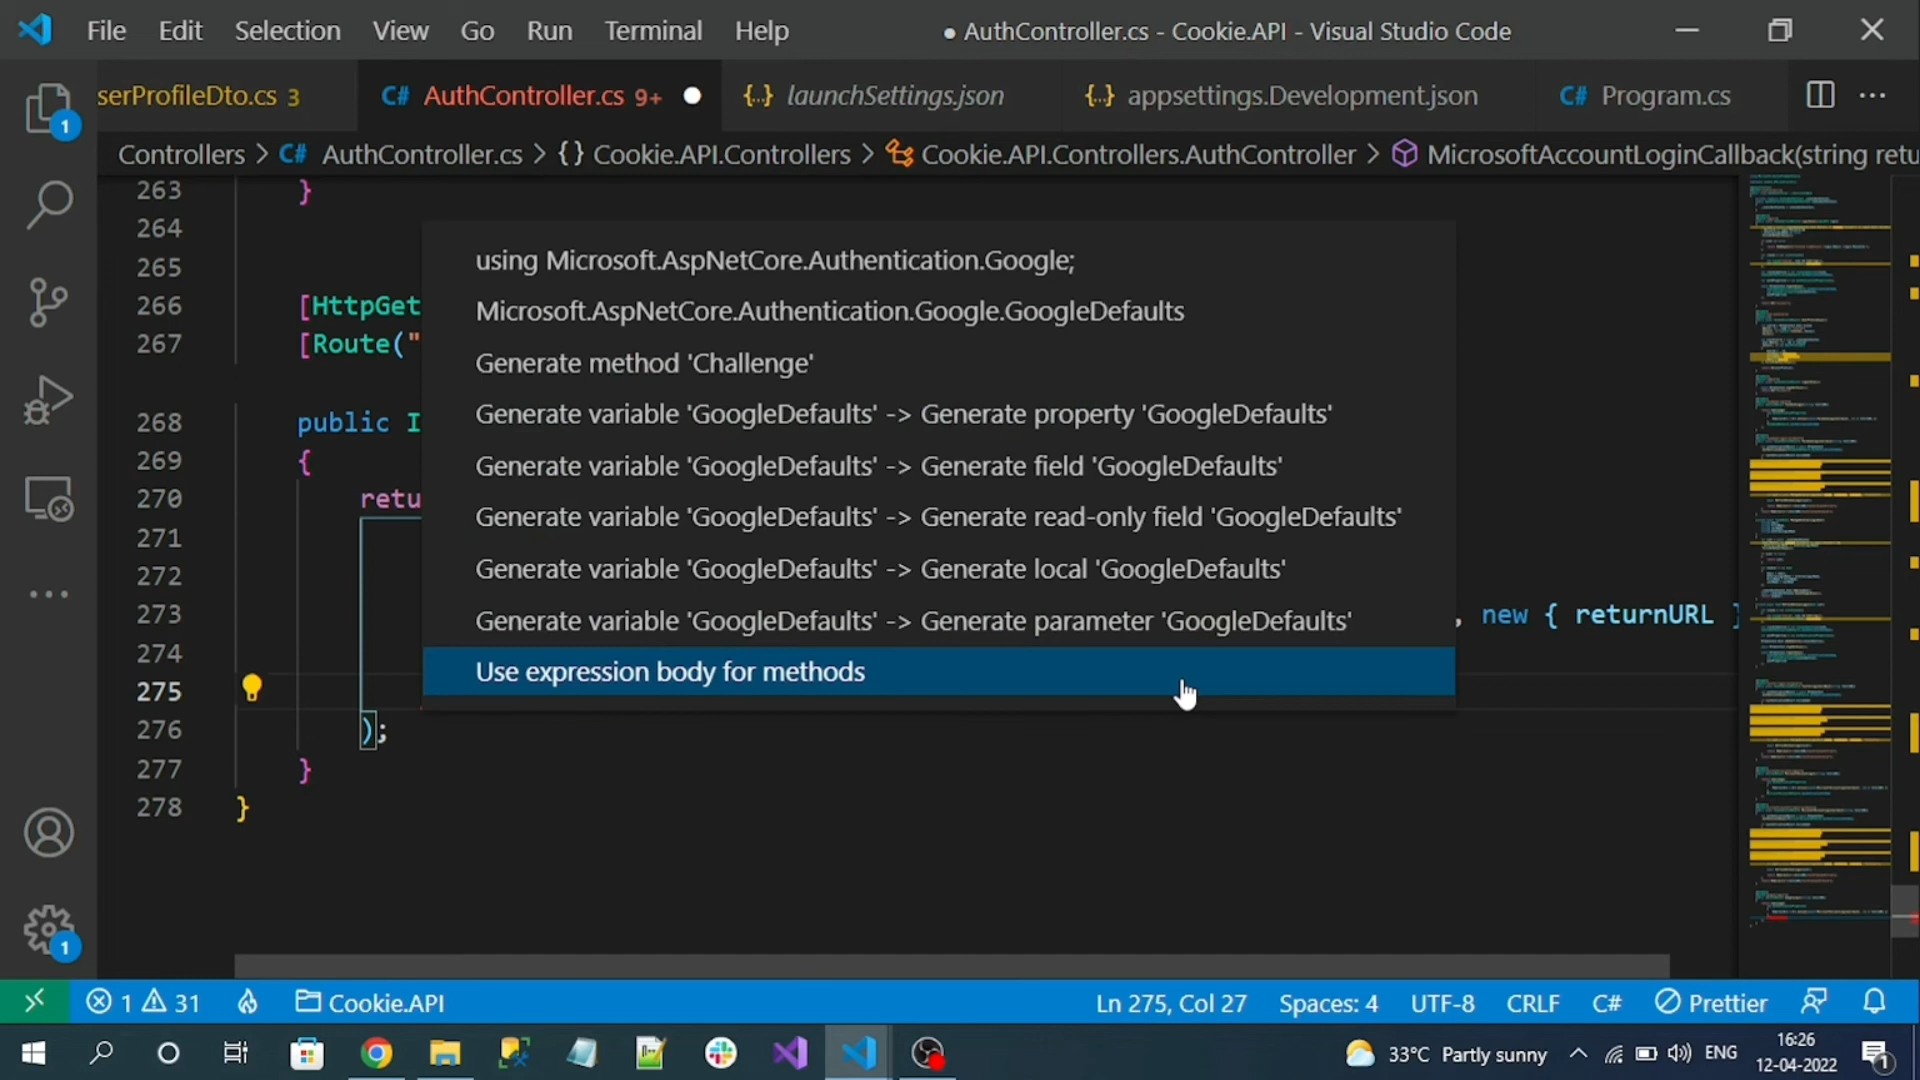 File Edit Selection View Go Run Terminal Help ● AuthController.cs - Cookie.API - Visual Studio Code
serProfileDto.cs 3 C# AuthController.cs 9+ ● {..} launchSettings.json {..} appsettings.Development.json C# Program.cs ...
1
Controllers > C# AuthController.cs > {} Cookie.API.Controllers > Cookie.API.Controllers.AuthController > MicrosoftAccountLoginCallback(string retu
263 }
264
using Microsoft.AspNetCore.Authentication.Google;
265
266 [HttpGet
Microsoft.AspNetCore.Authentication.Google.GoogleDefaults
267 [Route("
Generate method 'Challenge'
Generate variable 'GoogleDefaults' -> Generate property 'GoogleDefaults'
268 public I
269 {
Generate variable 'GoogleDefaults' -> Generate field 'GoogleDefaults'
270 retu
Generate variable 'GoogleDefaults' -> Generate read-only field 'GoogleDefaults'
271
Generate variable 'GoogleDefaults' -> Generate local 'GoogleDefaults'
272
273 , new { returnURL }
Generate variable 'GoogleDefaults' -> Generate parameter 'GoogleDefaults'
274
Use expression body for methods
275
276 );
277 }
278 }
1
1 31 Cookie.API Ln 275, Col 27 Spaces: 4 UTF-8 CRLF C# Prettier
33°C Partly sunny ENG 16:26
12-04-2022 1